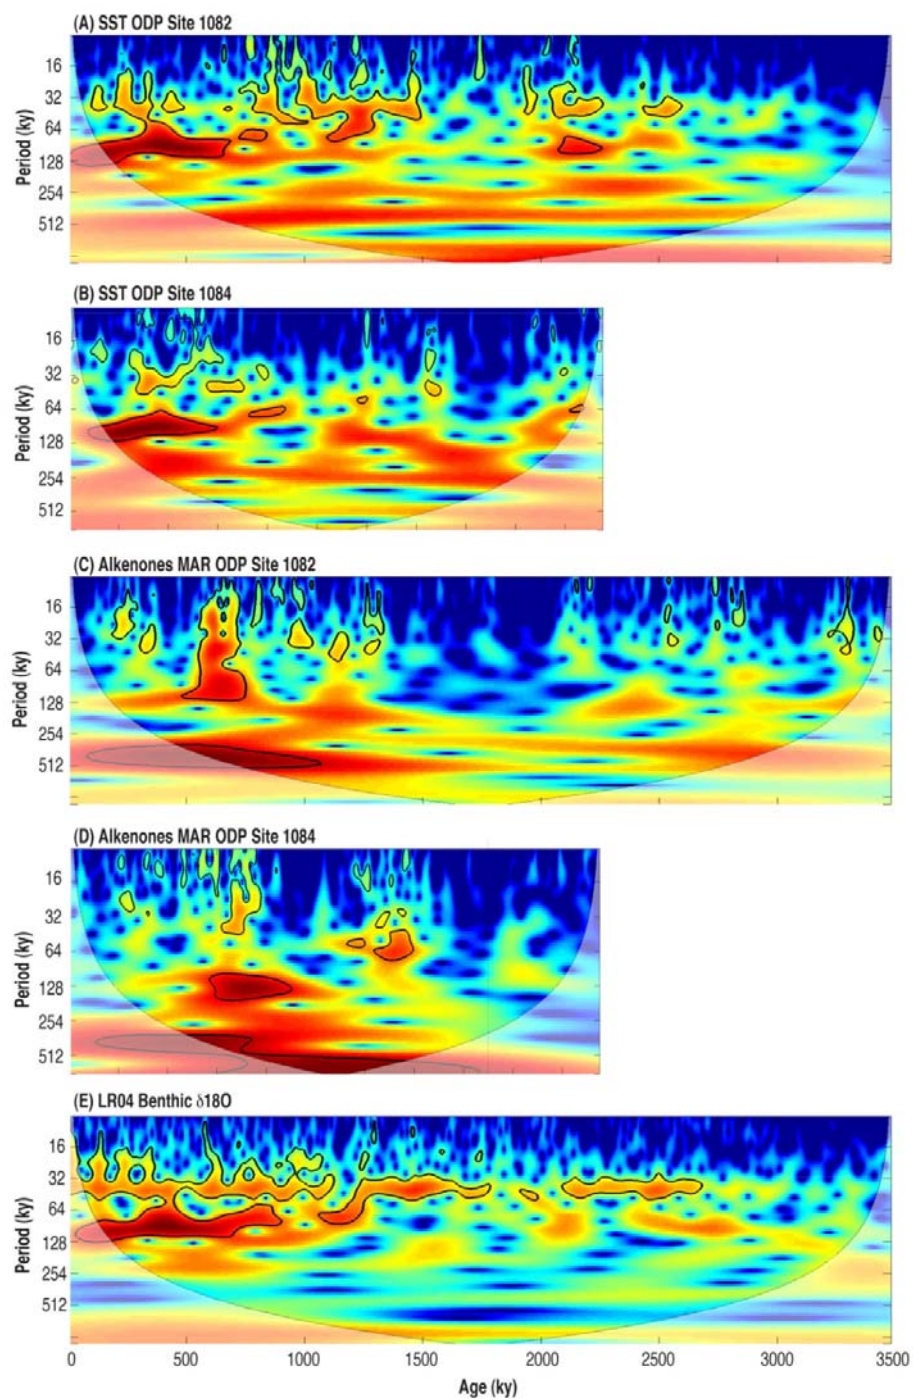 (A) SST ODP Site 1082
16
32
64
128
254
512
Period (ky)
(B) SST ODP Site 1084
16
32
64
128
254
512
Period (ky)
(C) Alkenones MAR ODP Site 1082
16
32
64
128
254
512
Period (ky)
(D) Alkenones MAR ODP Site 1084
16
32
64
128
254
512
Period (ky)
(E) LR04 Benthic δ18O
16
32
64
128
254
512
Period (ky)
0 500 1000 1500 2000 2500 3000 3500
Age (ky)